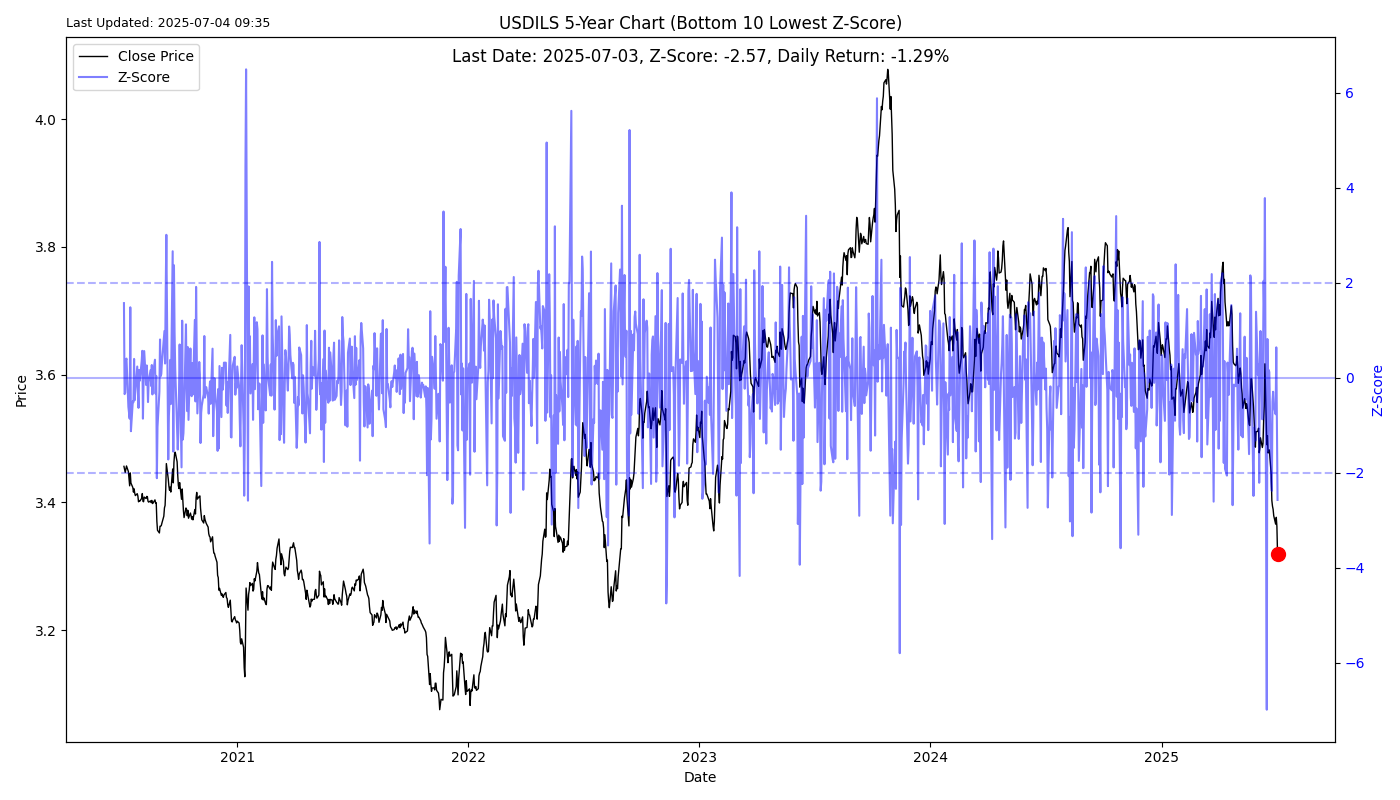 Last Updated: 2025-07-04 09:35
USDILS 5-Year Chart (Bottom 10 Lowest Z-Score)
Last Date: 2025-07-03, Z-Score: -2.57, Daily Return: -1.29%
Close Price
Z-Score
4.0
3.8
3.6
3.4
3.2
Price
6
4
2
0
−2
−4
−6
Z-Score
2021
2022
2023
2024
2025
Date